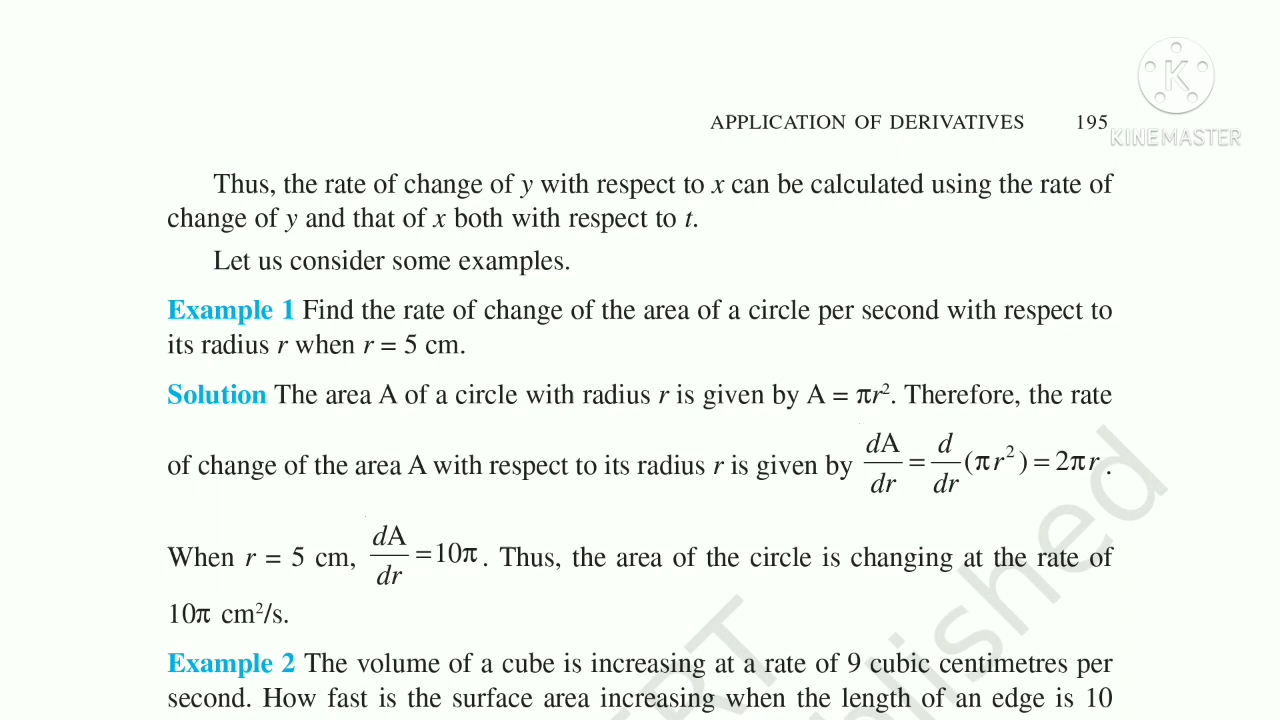 K
KINEMASTER
APPLICATION OF DERIVATIVES 195
Thus, the rate of change of y with respect to x can be calculated using the rate of
change of y and that of x both with respect to t.
Let us consider some examples.
Example 1 Find the rate of change of the area of a circle per second with respect to
its radius r when r = 5 cm.
Solution The area A of a circle with radius r is given by A = πr². Therefore, the rate
of change of the area A with respect to its radius r is given by dA/dr = d/dr (πr²) = 2πr.
When r = 5 cm, dA/dr = 10π. Thus, the area of the circle is changing at the rate of
10π cm²/s.
Example 2 The volume of a cube is increasing at a rate of 9 cubic centimetres per
second. How fast is the surface area increasing when the length of an edge is 10